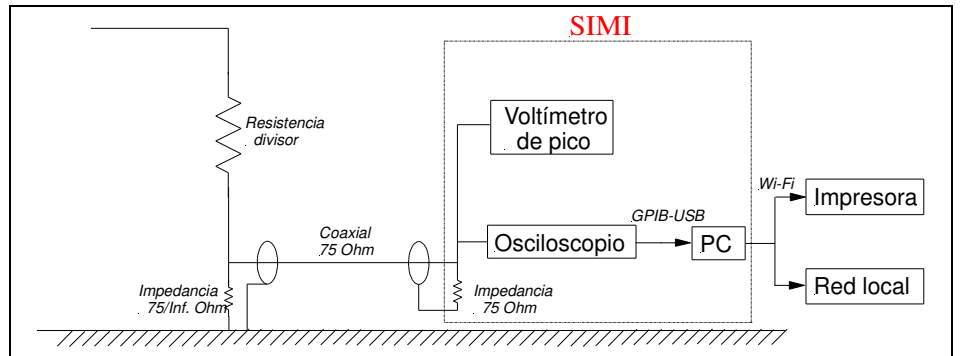 SIMI
Resistencia
divisor
Voltímetro
de pico
Wi-Fi
Impresora
GPIB-USB
Coaxial
75 Ohm
Osciloscopio
PC
Impedancia
75/Inf. Ohm
Impedancia
75 Ohm
Red local